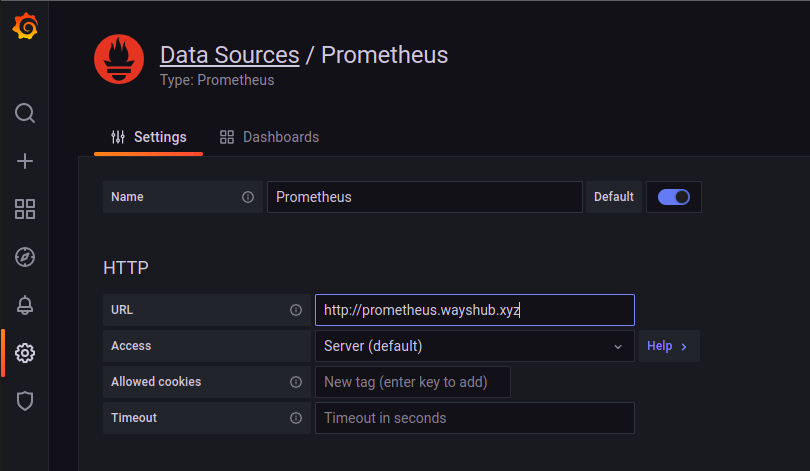 Data Sources / Prometheus
Type: Prometheus
Settings Dashboards
Name Prometheus Default
HTTP
URL http://prometheus.wayshub.xyz
Access Server (default) Help
Allowed cookies New tag (enter key to add)
Timeout Timeout in seconds